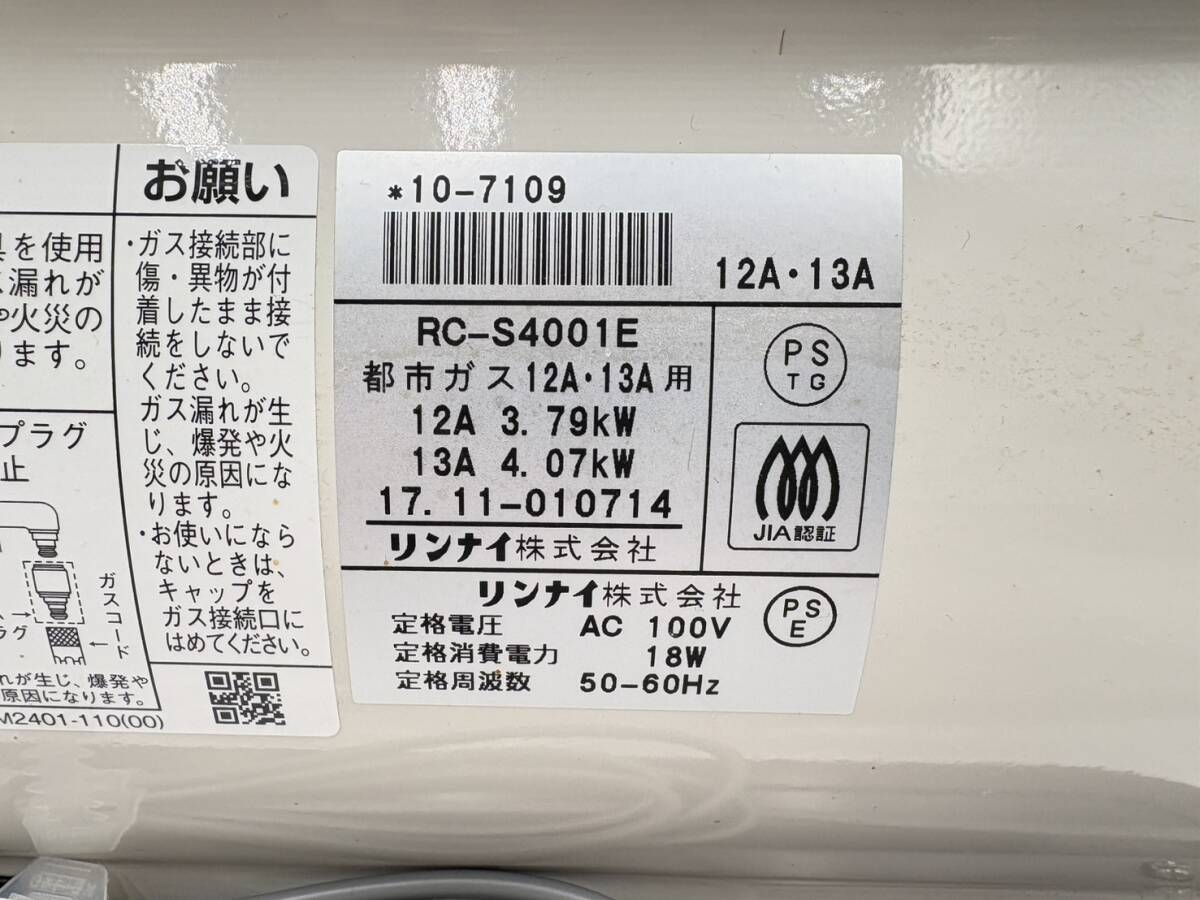 具を使用
漏れが
や火災の
ります。
プラグ
止
ガスコード
ラグ
れが生じ、爆発や
原因になります。
M2401-110(00)
お願い
・ガス接続部に
傷・異物が付
着したまま接
続をしないで
ください。
ガス漏れが生
じ、爆発や火
災の原因にな
ります。
・お使いになら
ないときは、
キャップを
ガス接続口に
はめてください。
*10-7109
12A・13A
RC-S4001E
都市ガス12A・13A用
12A 3.79kW
13A 4.07kW
17.11-010714
リンナイ株式会社
PS
TG
JIA認証
リンナイ株式会社
定格電圧 AC 100V
定格消費電力 18W
定格周波数 50-60Hz
PS
E